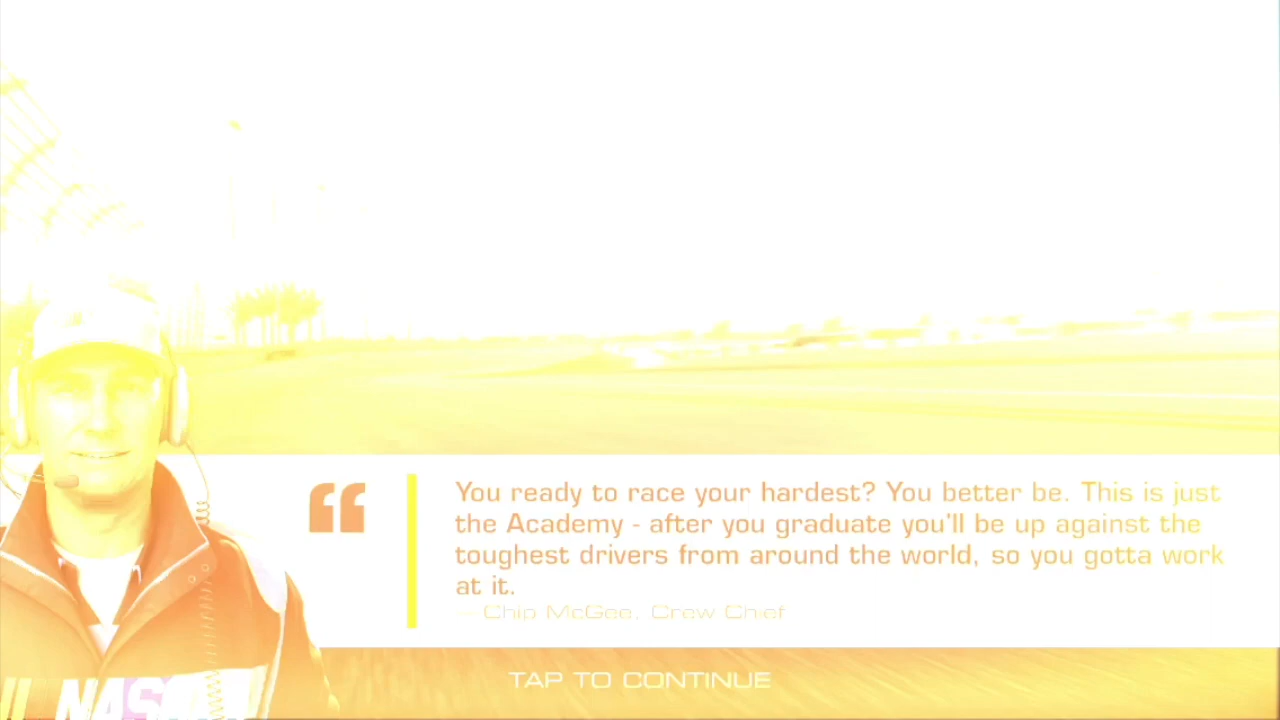 You ready to race your hardest? You better be. This is just
the Academy - after you graduate you'll be up against the
toughest drivers from around the world, so you gotta work
at it.
—Chip McGee, Crew Chief
TAP TO CONTINUE
NASCAR